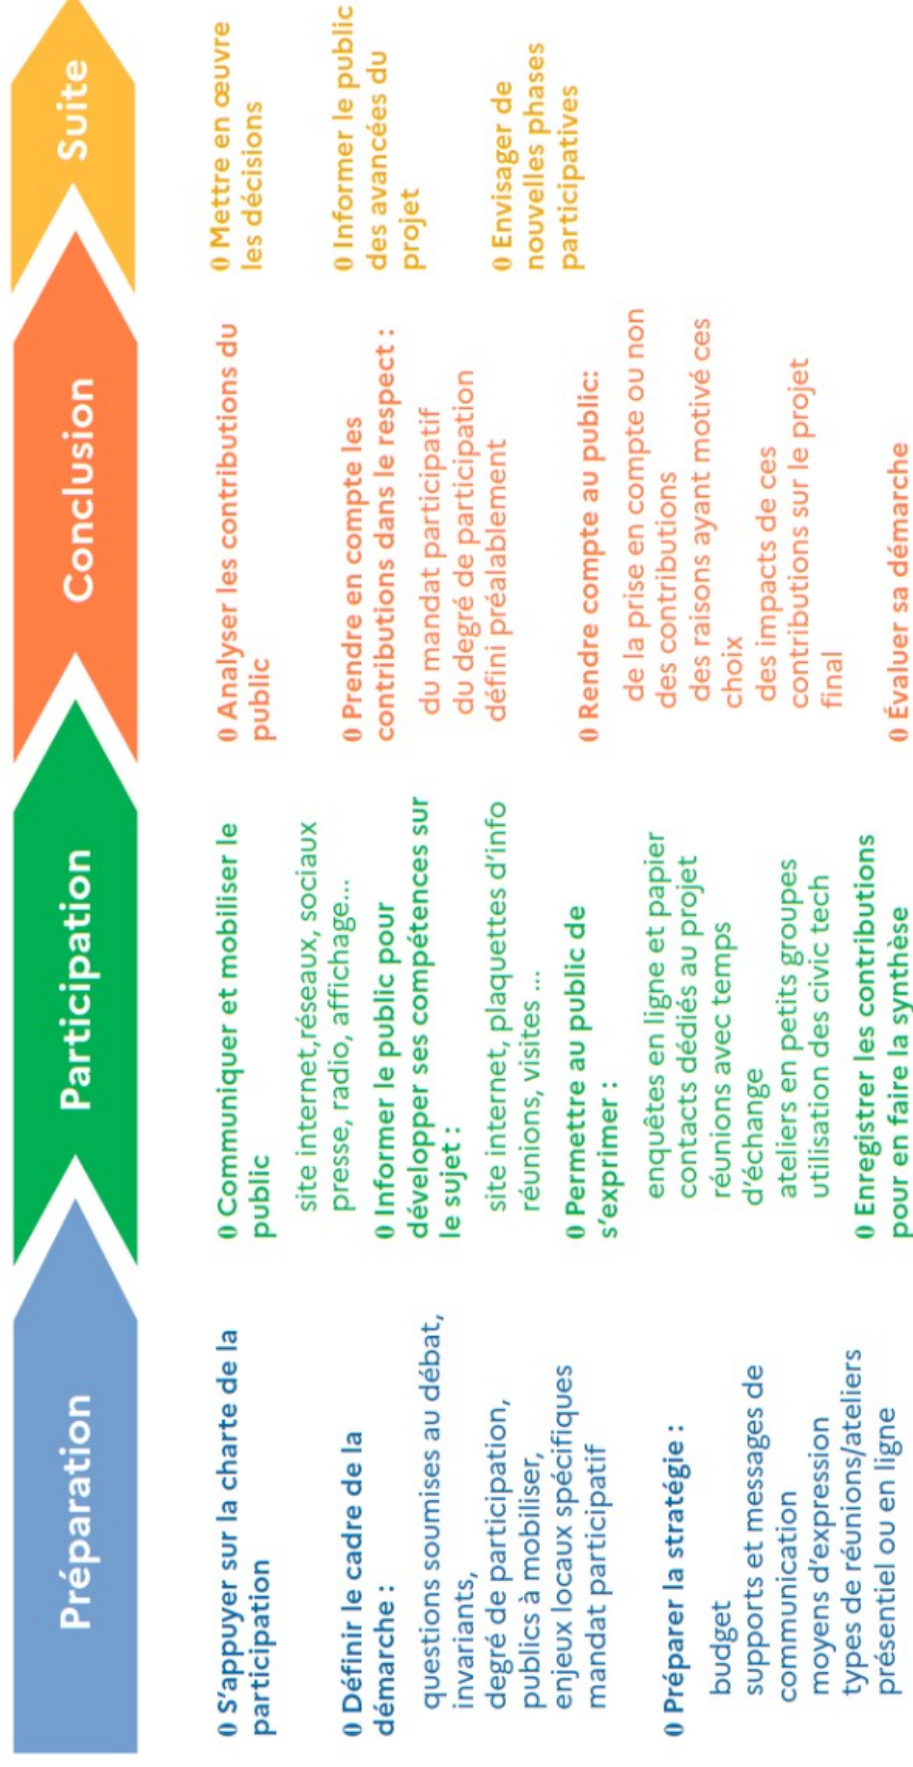 Préparation
0 S'appuyer sur la charte de la
participation
0 Définir le cadre de la
démarche :
questions soumises au débat,
invariants,
degré de participation,
publics à mobiliser,
enjeux locaux spécifiques
mandat participatif
0 Préparer la stratégie :
budget
supports et messages de
communication
moyens d'expression
types de réunions/ateliers
présentiel ou en ligne
Participation
0 Communiquer et mobiliser le
public
site internet,réseaux, sociaux
presse, radio, affichage...
0 Informer le public pour
développer ses compétences sur
le sujet :
site internet, plaquettes d'info
réunions, visites ...
0 Permettre au public de
s'exprimer :
enquêtes en ligne et papier
contacts dédiés au projet
réunions avec temps
d'échange
ateliers en petits groupes
utilisation des civic tech
0 Enregistrer les contributions
pour en faire la synthèse
Conclusion
0 Analyser les contributions du
public
0 Prendre en compte les
contributions dans le respect :
du mandat participatif
du degré de participation
défini préalablement
0 Rendre compte au public:
de la prise en compte ou non
des contributions
des raisons ayant motivé ces
choix
des impacts de ces
contributions sur le projet
final
0 Évaluer sa démarche
Suite
0 Mettre en œuvre
les décisions
0 Informer le public
des avancées du
projet
0 Envisager de
nouvelles phases
participatives